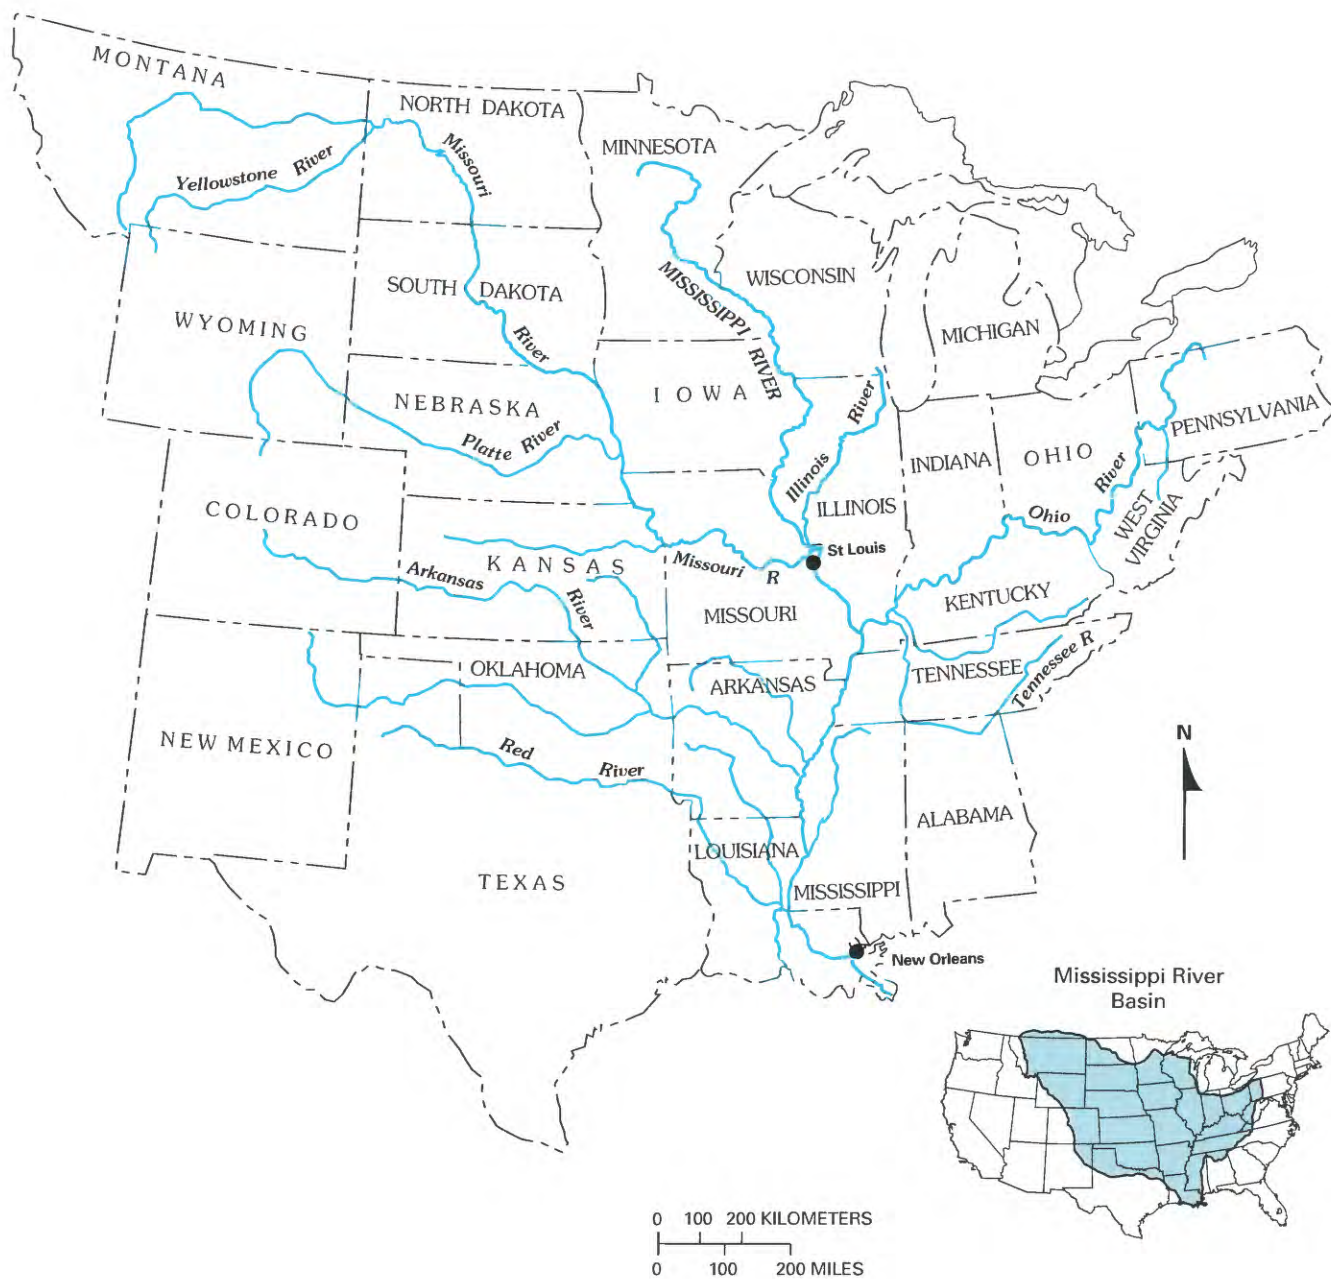 MONTANA
NORTH DAKOTA
Missouri
MINNESOTA
Yellowstone River
SOUTH DAKOTA
MISSISSIPPI RIVER
WISCONSIN
WYOMING
River
MICHIGAN
NEBRASKA
IOWA
River
Platte River
Illinois
INDIANA
OHIO
River
PENNSYLVANIA
COLORADO
ILLINOIS
Ohio
WEST VIRGINIA
St Louis
KANSAS
Missouri R
Arkansas
River
MISSOURI
KENTUCKY
OKLAHOMA
ARKANSAS
TENNESSEE
Tennessee R
NEW MEXICO
Red
River
N
ALABAMA
LOUISIANA
TEXAS
MISSISSIPPI
New Orleans
Mississippi River
Basin
0 100 200 KILOMETERS
0 100 200 MILES